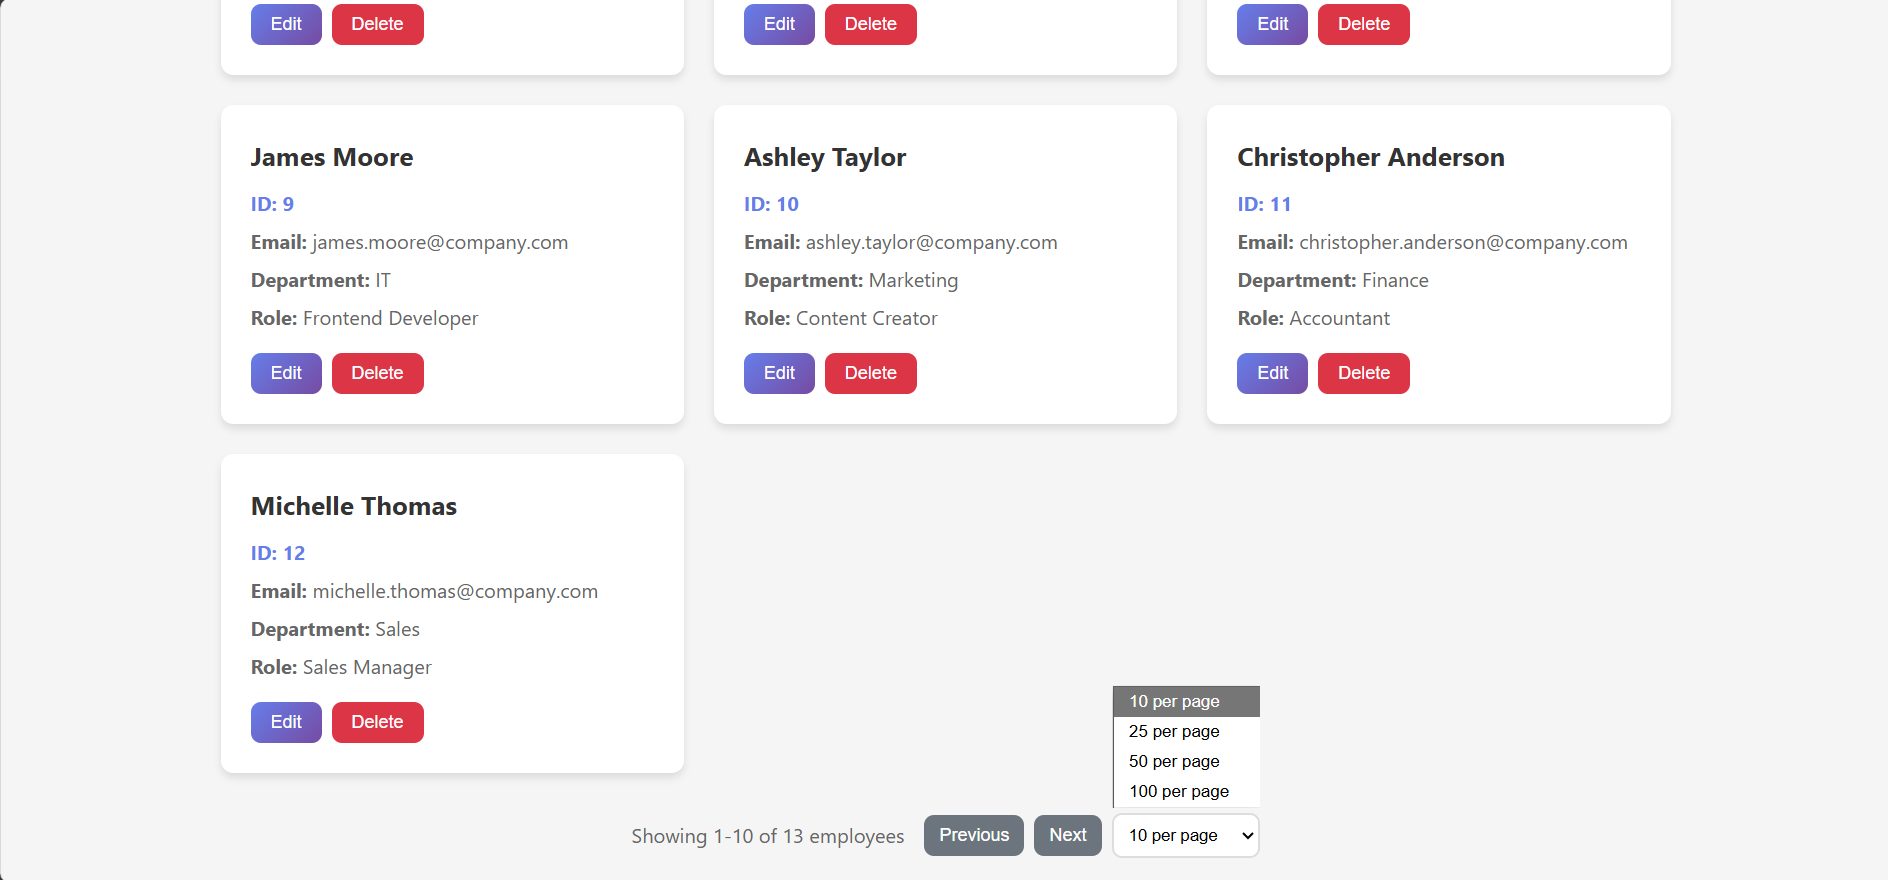 Edit Delete
Edit Delete
Edit Delete
James Moore
ID: 9
Email: james.moore@company.com
Department: IT
Role: Frontend Developer
Edit Delete
Ashley Taylor
ID: 10
Email: ashley.taylor@company.com
Department: Marketing
Role: Content Creator
Edit Delete
Christopher Anderson
ID: 11
Email: christopher.anderson@company.com
Department: Finance
Role: Accountant
Edit Delete
Michelle Thomas
ID: 12
Email: michelle.thomas@company.com
Department: Sales
Role: Sales Manager
Edit Delete
10 per page
25 per page
50 per page
100 per page
Showing 1-10 of 13 employees Previous Next 10 per page